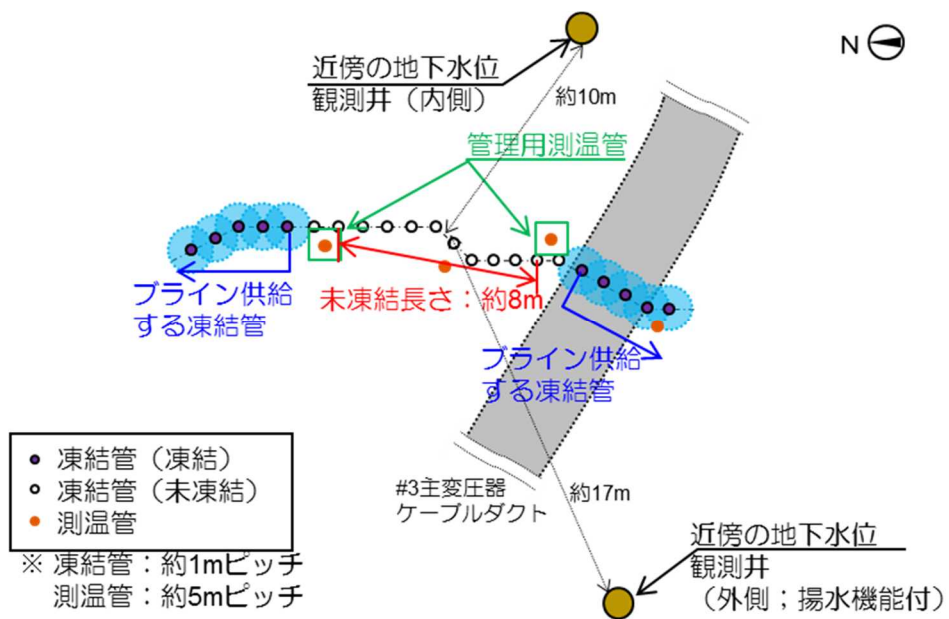 近傍の地下水位
観測井（内側）
N
約10m
管理用測温管
ブライン供給
する凍結管
未凍結長さ：約8m
ブライン供給
する凍結管
凍結管（凍結）
凍結管（未凍結）
測温管
※ 凍結管：約1mピッチ
測温管：約5mピッチ
#3主変圧器
ケーブルダクト
約17m
近傍の地下水位
観測井
（外側；揚水機能付）